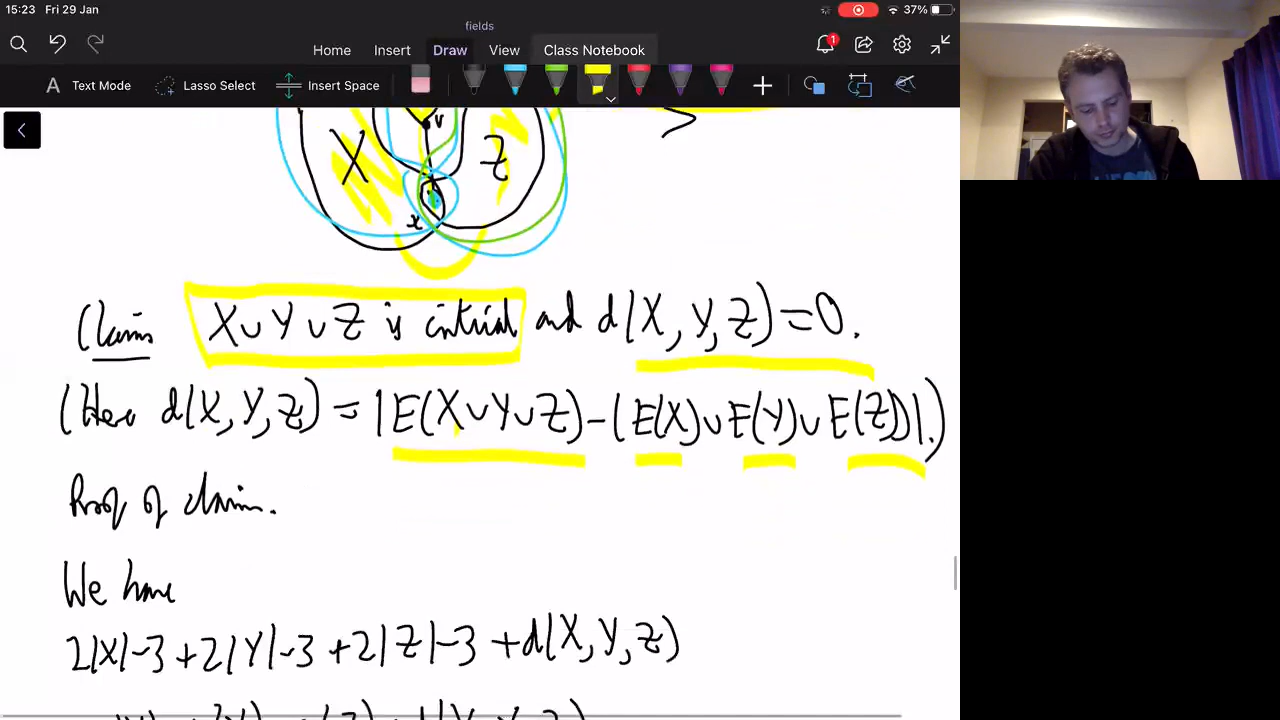 15:23 Fri 29 Jan
37%
fields
Home Insert Draw View Class Notebook
1
A Text Mode Lasso Select Insert Space
v
X Z
x
Claim X∪Y∪Z is critical and d(X, Y, Z) = 0.
(Here d(X, Y, Z) = |E(X∪Y∪Z) - (E(X)∪E(Y)∪E(Z))|.)
Proof of claim.
We have
2|X|-3 + 2|Y|-3 + 2|Z|-3 + d(X, Y, Z)